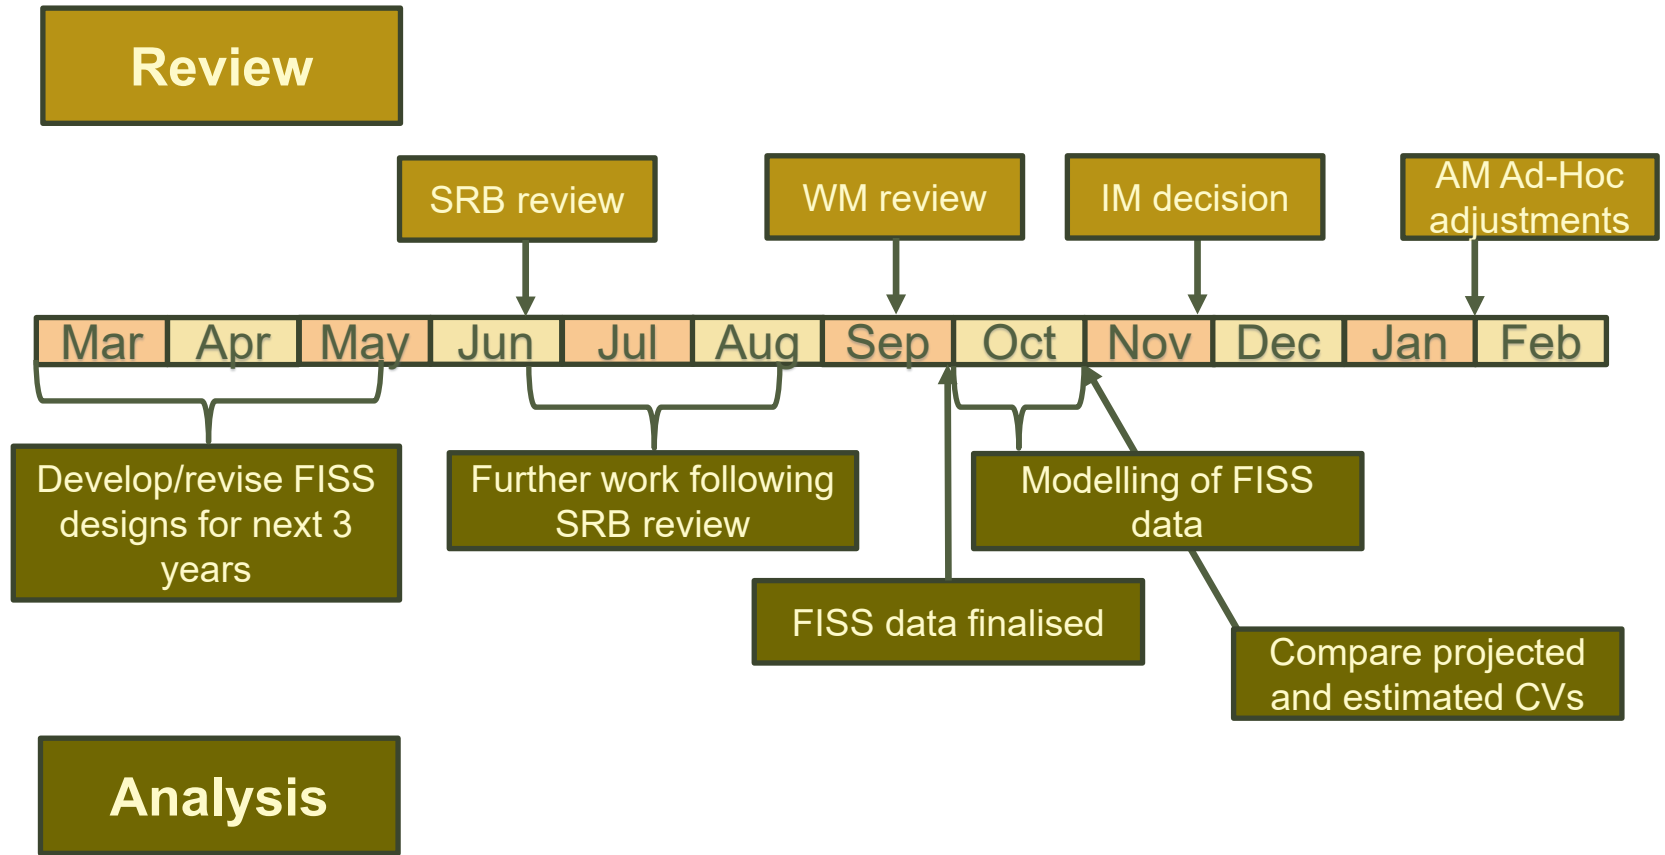 Review
SRB review
WM review
IM decision
AM Ad-Hoc
adjustments
Mar Apr May Jun Jul Aug Sep Oct Nov Dec Jan Feb
Develop/revise FISS
designs for next 3
years
Further work following
SRB review
Modelling of FISS
data
FISS data finalised
Compare projected
and estimated CVs
Analysis